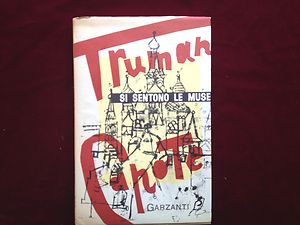 Truman
SI SENTONO LE MUSE
Capote
GARZANTI